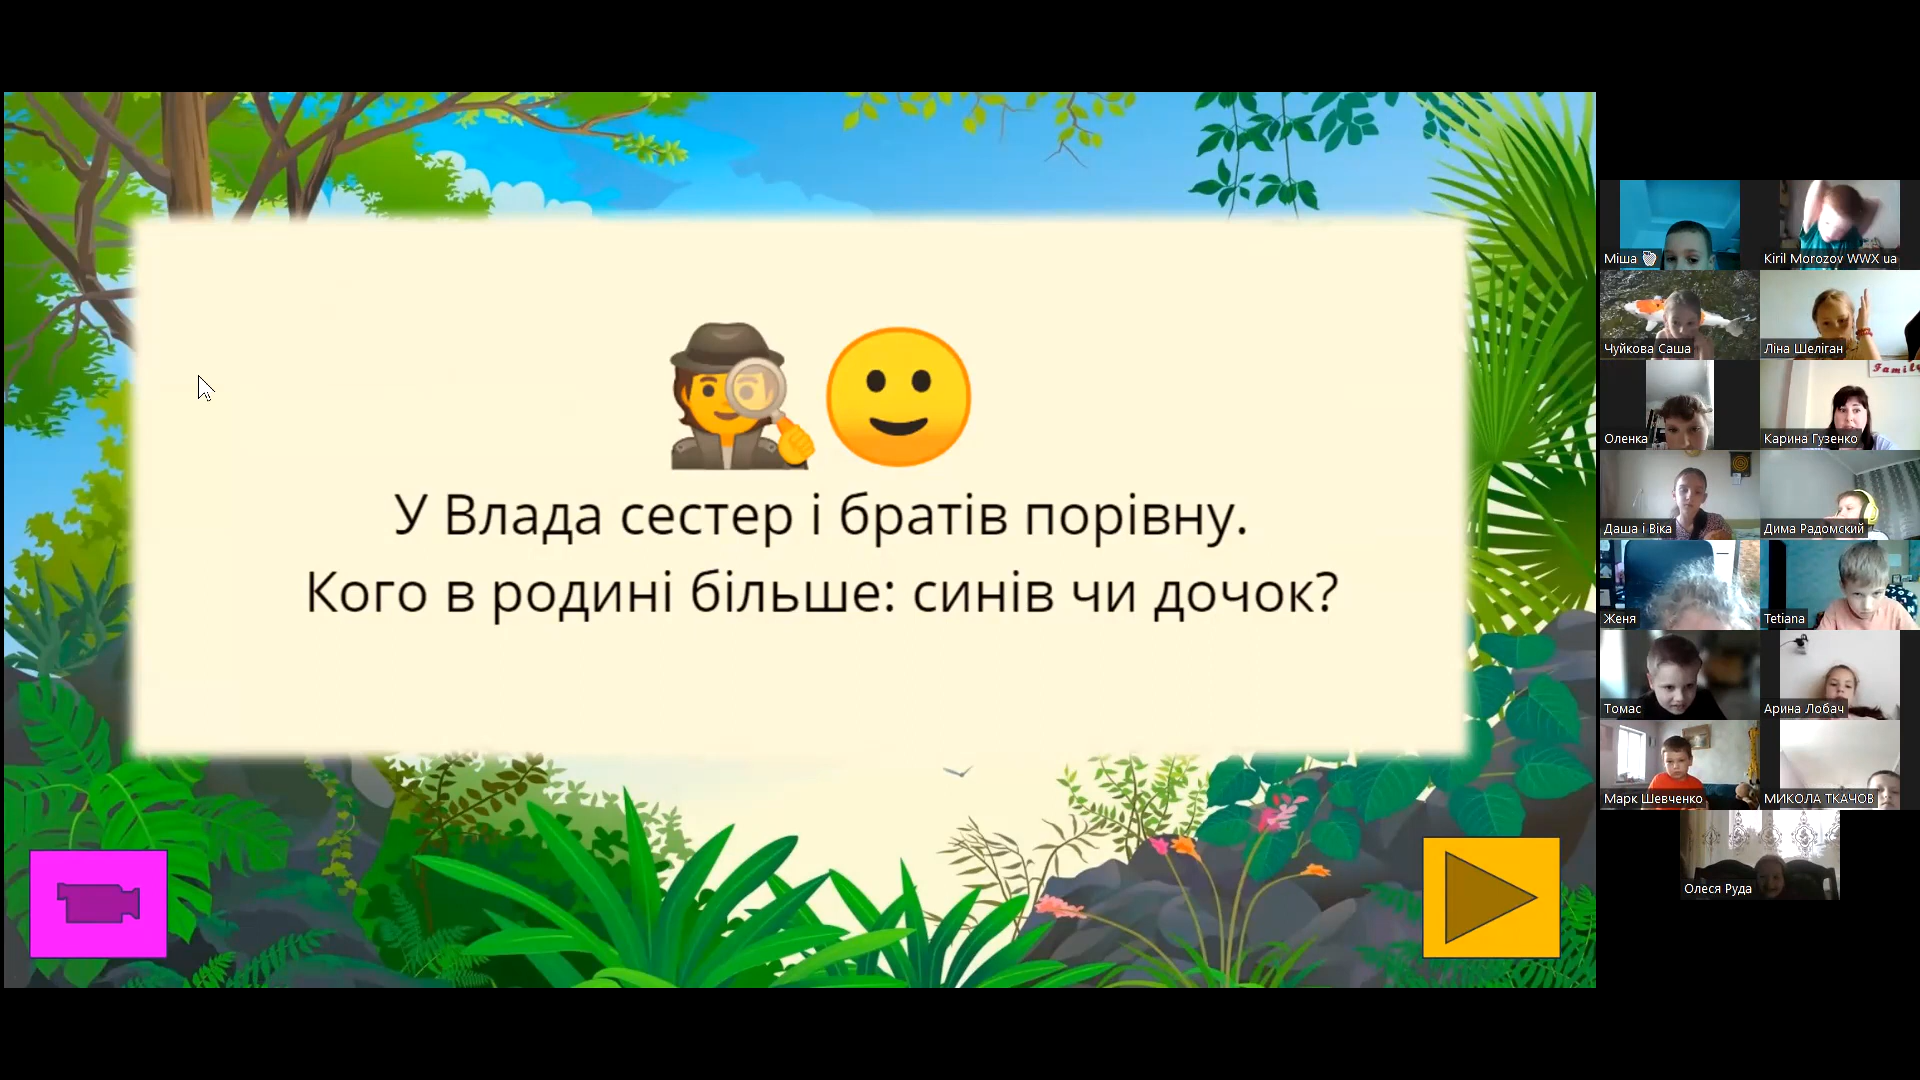 У Влада сестер і братів порівну.
Кого в родині більше: синів чи дочок?
Міша
Kiril Morozov WWX ua
Чуйкова Саша
Ліна Шеліган
Оленка
Карина Гузенко
Даша і Віка
Дима Радомский
Женя
Tetiana
Томас
Арина Лобач
Марк Шевченко
МИКОЛА ТКАЧОВ
Олеся Руда